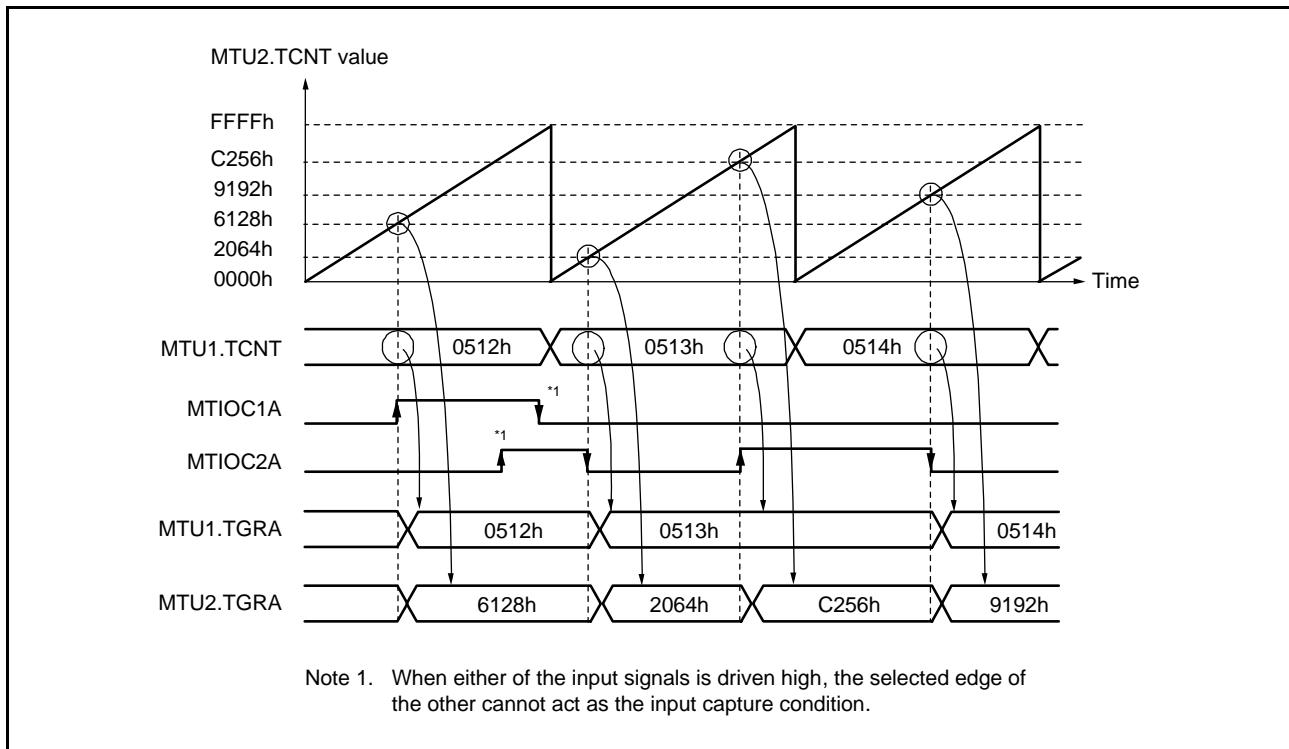 MTU2.TCNT value
FFFFh
C256h
9192h
6128h
2064h
0000h
Time
MTU1.TCNT 0512h 0513h 0514h
MTIOC1A *1
MTIOC2A *1
MTU1.TGRA 0512h 0513h 0514h
MTU2.TGRA 6128h 2064h C256h 9192h
Note 1. When either of the input signals is driven high, the selected edge of
the other cannot act as the input capture condition.